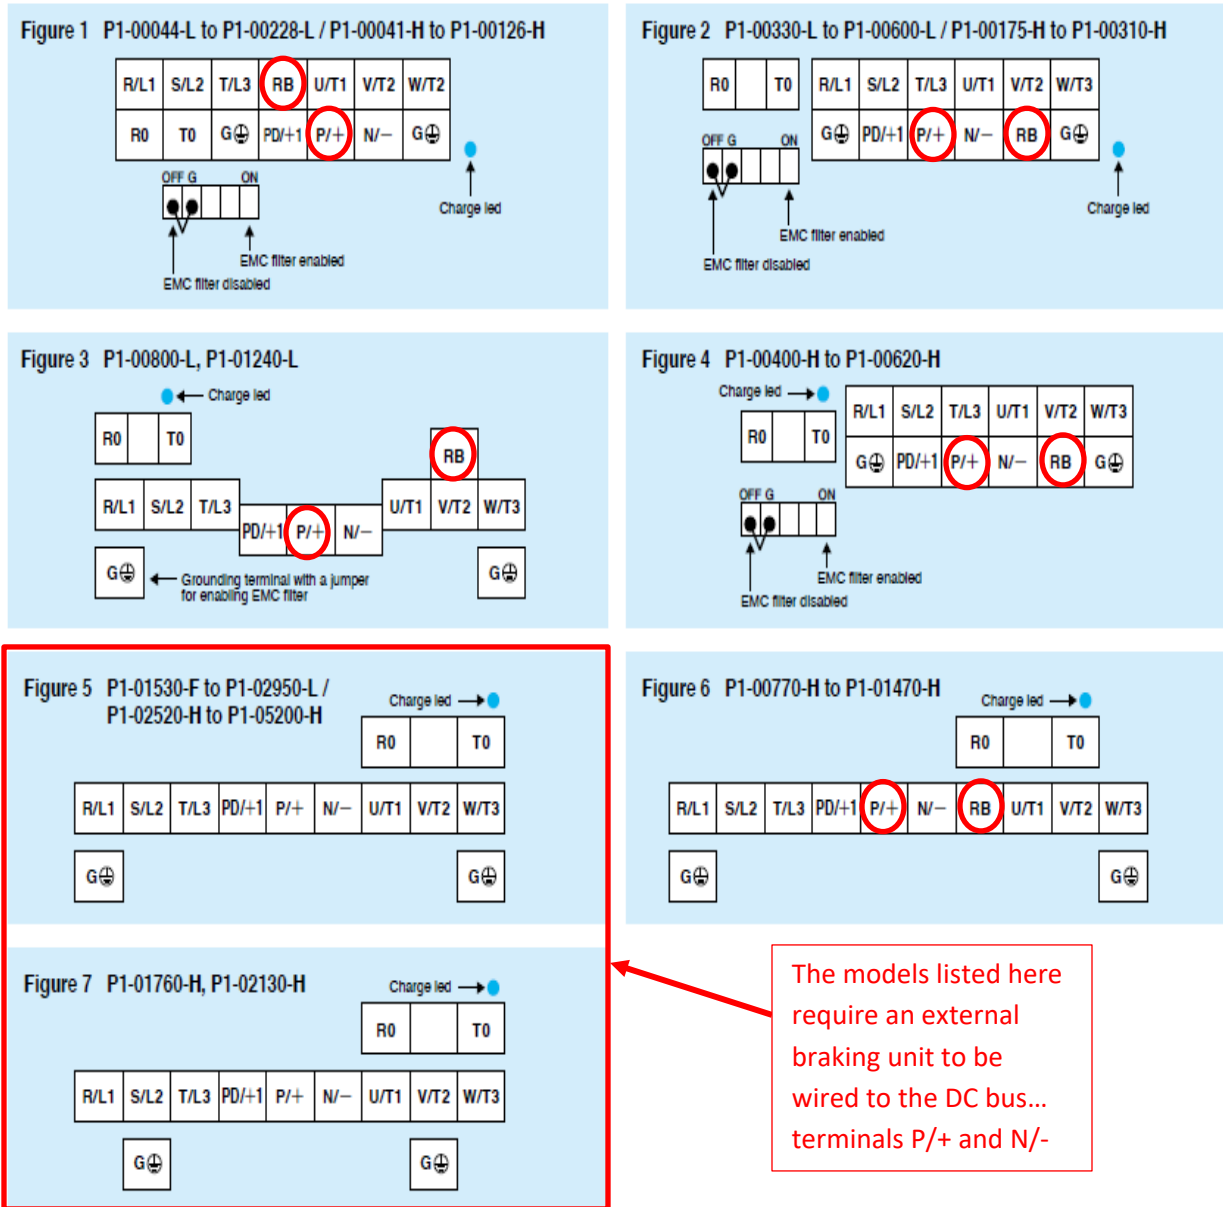 Figure 1 P1-00044-L to P1-00228-L / P1-00041-H to P1-00126-H
R/L1 S/L2 T/L3 RB U/T1 V/T2 W/T2
R0 T0 G⏚ PD/+1 P/+ N/− G⏚
OFF G ON
Charge led
EMC filter enabled
EMC filter disabled
Figure 2 P1-00330-L to P1-00600-L / P1-00175-H to P1-00310-H
R0 T0 R/L1 S/L2 T/L3 U/T1 V/T2 W/T3
G⏚ PD/+1 P/+ N/− RB G⏚
OFF G ON
Charge led
EMC filter enabled
EMC filter disabled
Figure 3 P1-00800-L, P1-01240-L
Charge led
R0 T0
RB
R/L1 S/L2 T/L3 U/T1 V/T2 W/T3
PD/+1 P/+ N/−
G⏚ G⏚
Grounding terminal with a jumper
for enabling EMC filter
Figure 4 P1-00400-H to P1-00620-H
Charge led
R/L1 S/L2 T/L3 U/T1 V/T2 W/T3
R0 T0
G⏚ PD/+1 P/+ N/− RB G⏚
OFF G ON
EMC filter enabled
EMC filter disabled
Figure 5 P1-01530-F to P1-02950-L /
P1-02520-H to P1-05200-H
Charge led
R0 T0
R/L1 S/L2 T/L3 PD/+1 P/+ N/− U/T1 V/T2 W/T3
G⏚ G⏚
Figure 6 P1-00770-H to P1-01470-H
Charge led
R0 T0
R/L1 S/L2 T/L3 PD/+1 P/+ N/− RB U/T1 V/T2 W/T3
G⏚ G⏚
Figure 7 P1-01760-H, P1-02130-H
Charge led
R0 T0
R/L1 S/L2 T/L3 PD/+1 P/+ N/− U/T1 V/T2 W/T3
G⏚ G⏚
The models listed here
require an external
braking unit to be
wired to the DC bus…
terminals P/+ and N/-